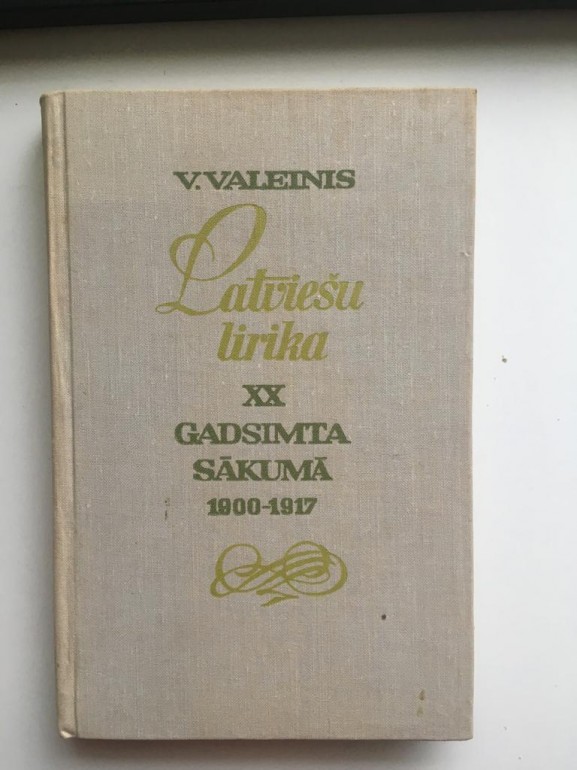 V. VALEINIS
Latviešu
lirika
XX
GADSIMTA
SĀKUMĀ
1900-1917